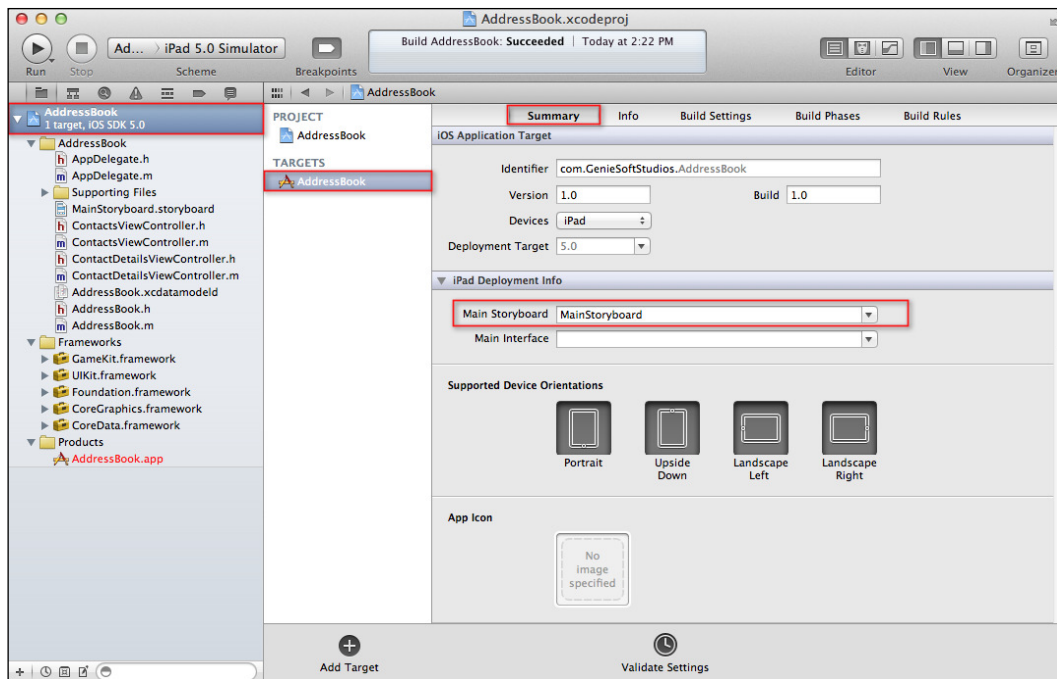 AddressBook.xcodeproj
Ad... › iPad 5.0 Simulator
Build AddressBook: Succeeded | Today at 2:22 PM
Run Stop Scheme Breakpoints Editor View Organizer
AddressBook
AddressBook
1 target, iOS SDK 5.0
AddressBook
h AppDelegate.h
m AppDelegate.m
Supporting Files
MainStoryboard.storyboard
h ContactsViewController.h
m ContactsViewController.m
h ContactDetailsViewController.h
m ContactDetailsViewController.m
AddressBook.xcdatamodeld
h AddressBook.h
m AddressBook.m
Frameworks
GameKit.framework
UIKit.framework
Foundation.framework
CoreGraphics.framework
CoreData.framework
Products
AddressBook.app
PROJECT
AddressBook
TARGETS
AddressBook
Summary Info Build Settings Build Phases Build Rules
iOS Application Target
Identifier com.GenieSoftStudios.AddressBook
Version 1.0 Build 1.0
Devices iPad
Deployment Target 5.0
iPad Deployment Info
Main Storyboard MainStoryboard
Main Interface
Supported Device Orientations
Portrait Upside Down Landscape Left Landscape Right
App Icon
No
image
specified
Add Target Validate Settings